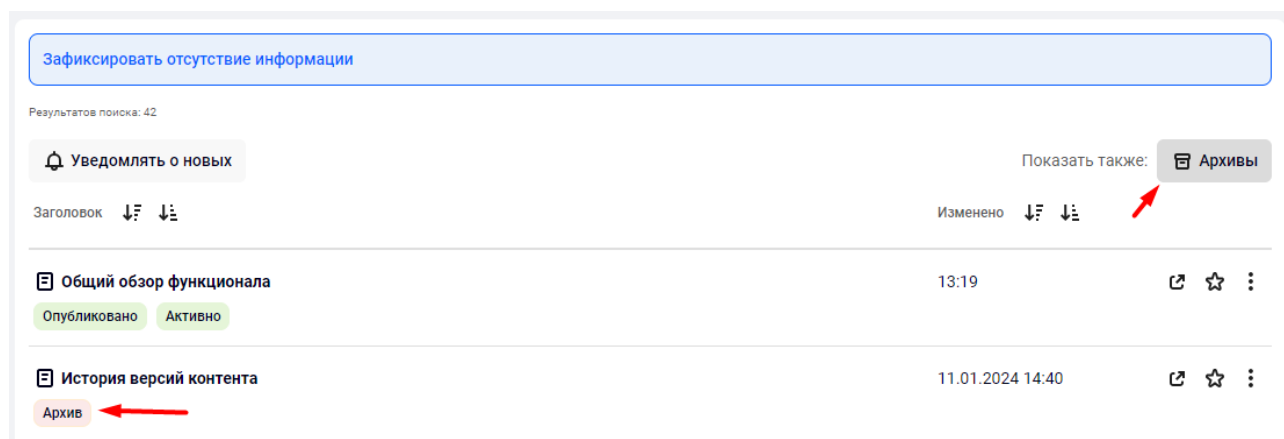 Зафиксировать отсутствие информации
Результатов поиска: 42
Уведомлять о новых
Показать также: Архивы
Заголовок
Изменено
Общий обзор функционала
13:19
Опубликовано Активно
История версий контента
11.01.2024 14:40
Архив